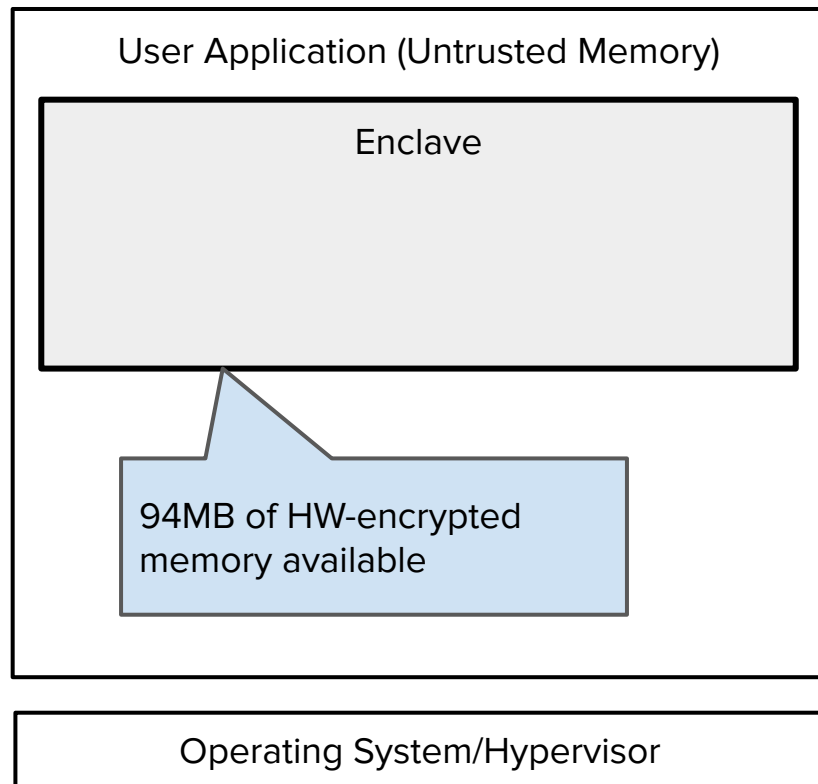 User Application (Untrusted Memory)
Enclave
94MB of HW-encrypted
memory available
Operating System/Hypervisor